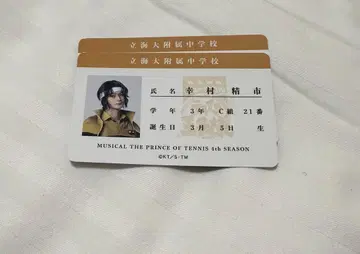 立海大附属中学校
立海大附属中学校
氏 名 幸 村 精 市
学 年 3年 C組 21番
誕生日 3月 5日 生
MUSICAL THE PRINCE OF TENNIS 4th SEASON
©KT/S･TW